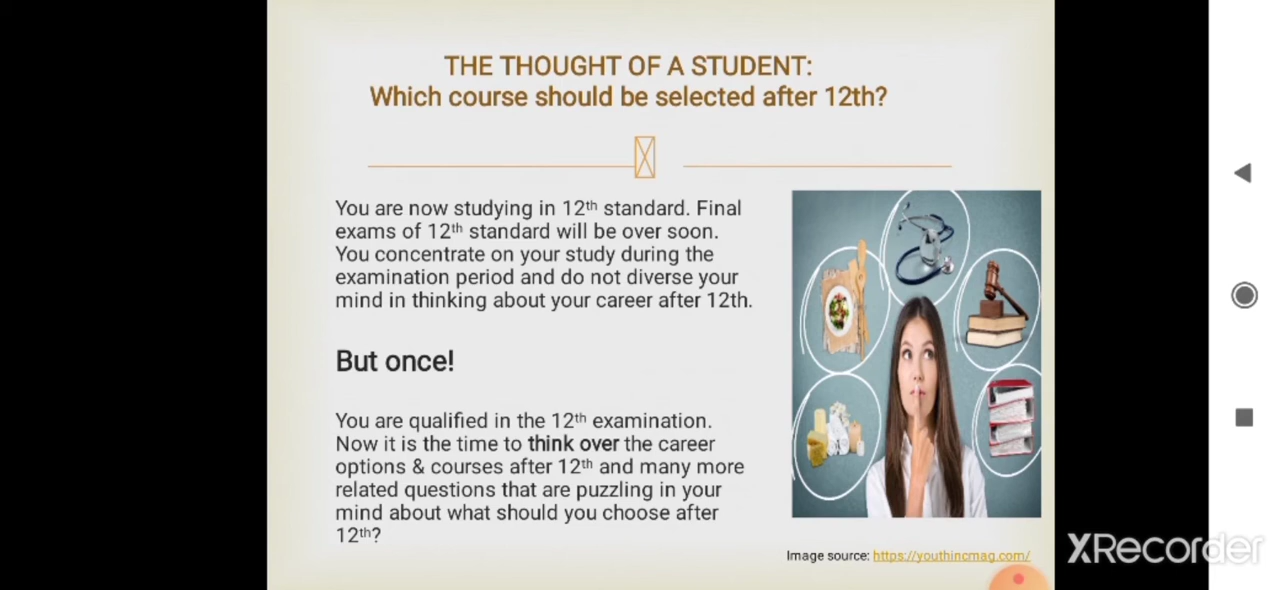 THE THOUGHT OF A STUDENT:
Which course should be selected after 12th?
You are now studying in 12th standard. Final
exams of 12th standard will be over soon.
You concentrate on your study during the
examination period and do not diverse your
mind in thinking about your career after 12th.
But once!
You are qualified in the 12th examination.
Now it is the time to think over the career
options & courses after 12th and many more
related questions that are puzzling in your
mind about what should you choose after
12th?
Image source: https://youthincmag.com/
XRecorder